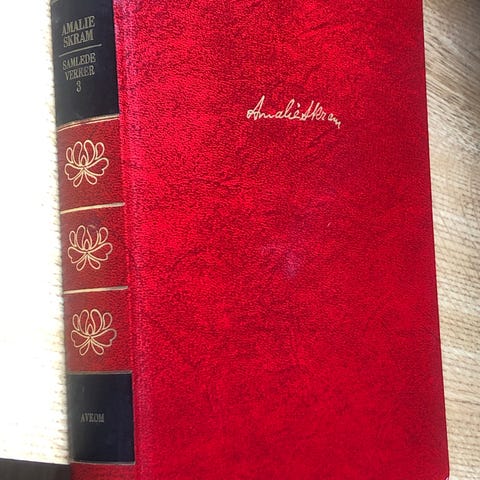 AMALIE
SKRAM
SAMLEDE
VERKER
3
Amalie Skram
AVKOM